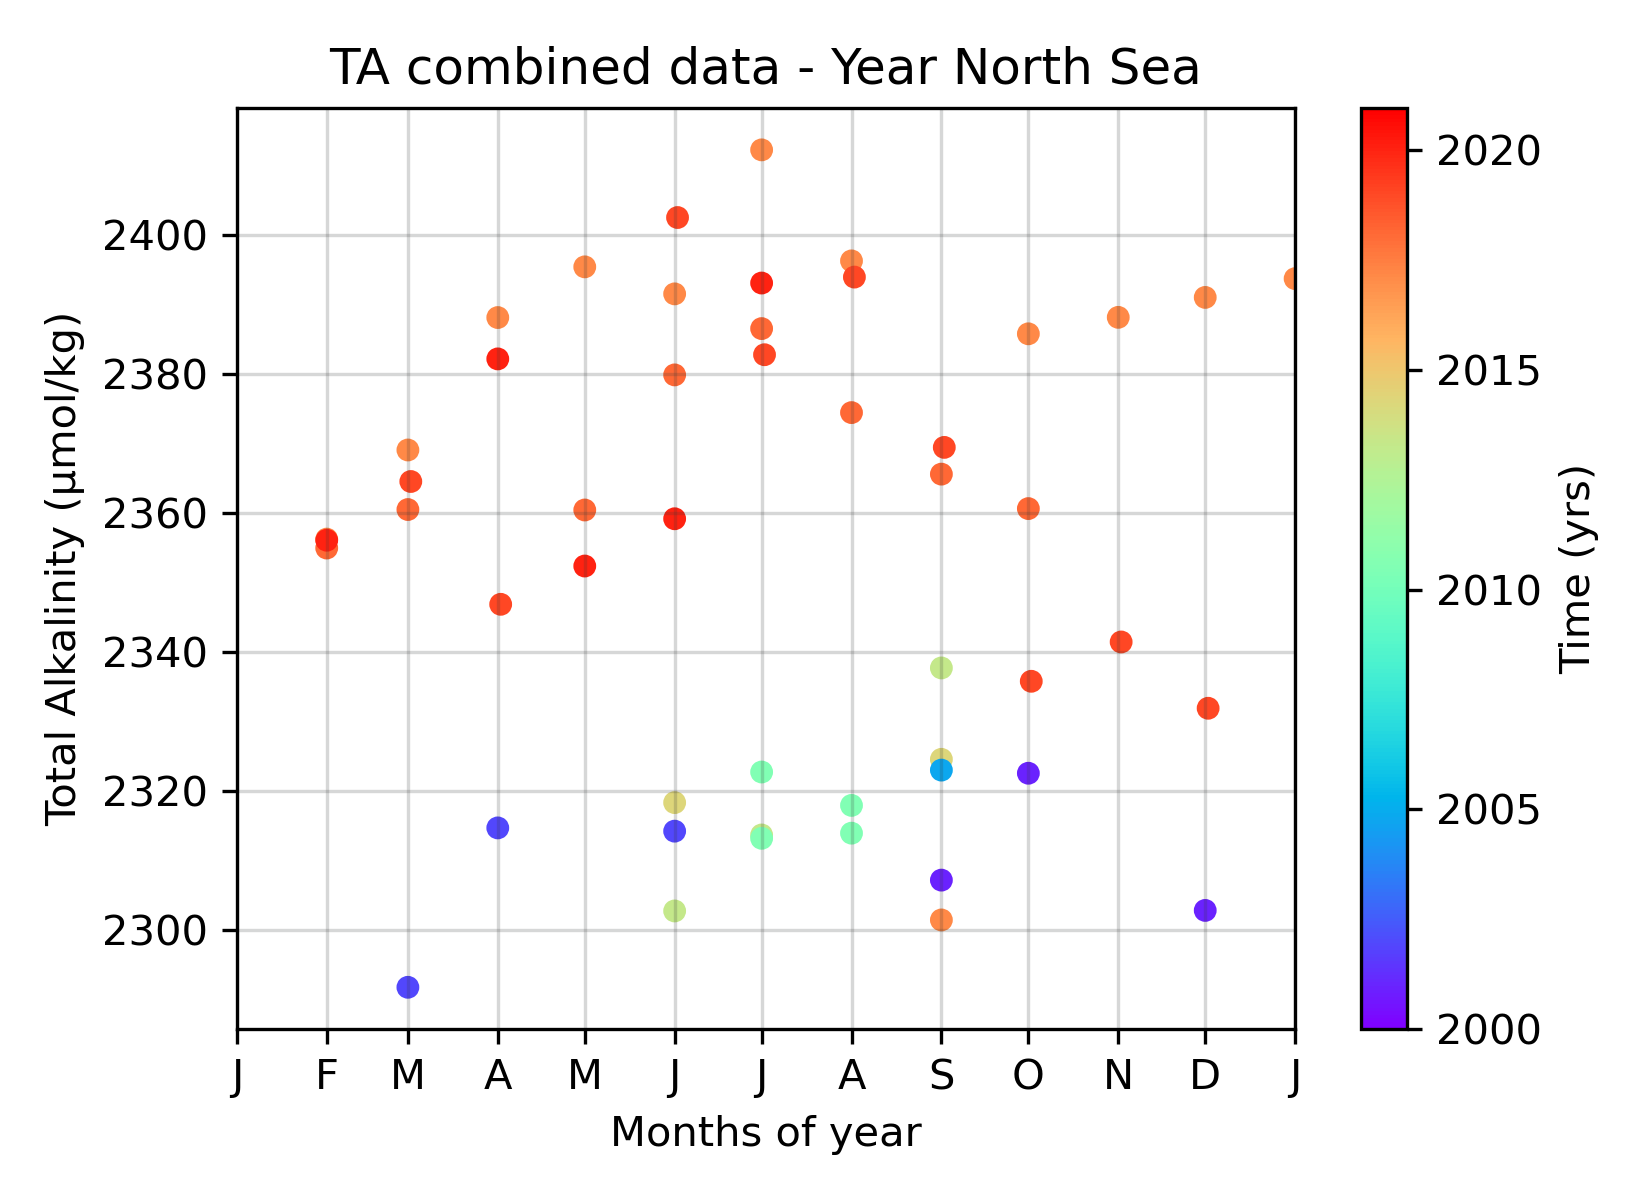 TA combined data - Year North Sea
Total Alkalinity (μmol/kg)
2400
2380
2360
2340
2320
2300
J F M A M J J A S O N D J
Months of year
2020
2015
2010
2005
2000
Time (yrs)